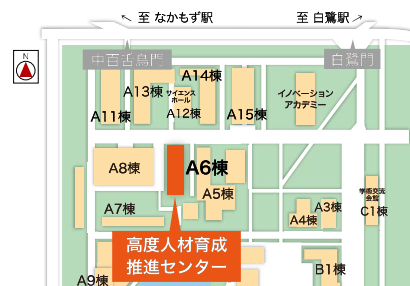 ← 至 なかもず駅
至 白鷺駅 →
中百舌鳥門
白鷺門
N
A14棟
A13棟
サイエンス
ホール
A12棟
A11棟
A15棟
イノベーション
アカデミー
A8棟
A6棟
A5棟
A7棟
学術交流
会館
C1棟
A3棟
A4棟
高度人材育成
推進センター
A9棟
B1棟